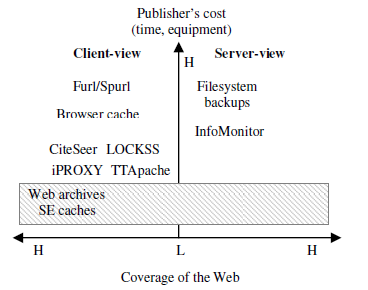 Publisher's cost
(time, equipment)
Client-view
Server-view
H
Furl/Spurl
Filesystem
backups
Browser cache
InfoMonitor
CiteSeer LOCKSS
iPROXY TTApache
Web archives
SE caches
H L H
Coverage of the Web